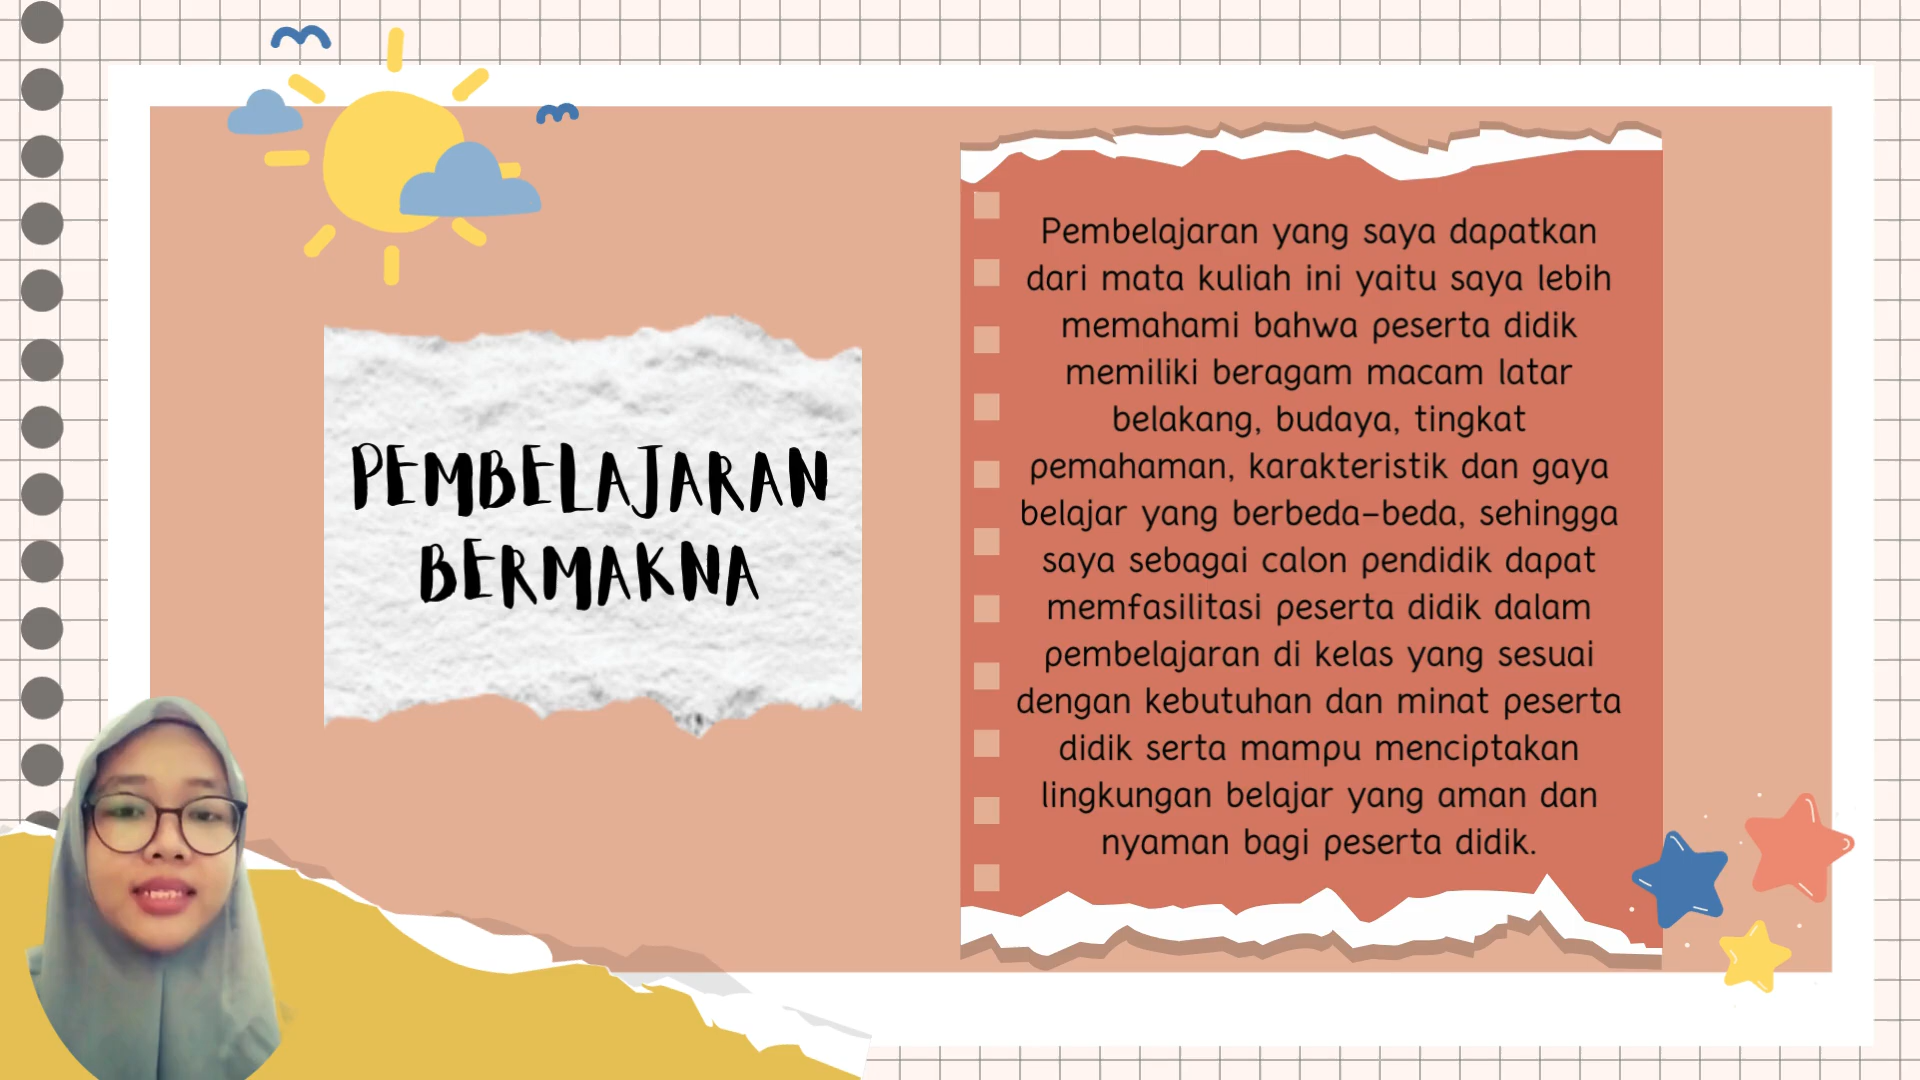 PEMBELAJARAN
BERMAKNA
Pembelajaran yang saya dapatkan
dari mata kuliah ini yaitu saya lebih
memahami bahwa peserta didik
memiliki beragam macam latar
belakang, budaya, tingkat
pemahaman, karakteristik dan gaya
belajar yang berbeda-beda, sehingga
saya sebagai calon pendidik dapat
memfasilitasi peserta didik dalam
pembelajaran di kelas yang sesuai
dengan kebutuhan dan minat peserta
didik serta mampu menciptakan
lingkungan belajar yang aman dan
nyaman bagi peserta didik.